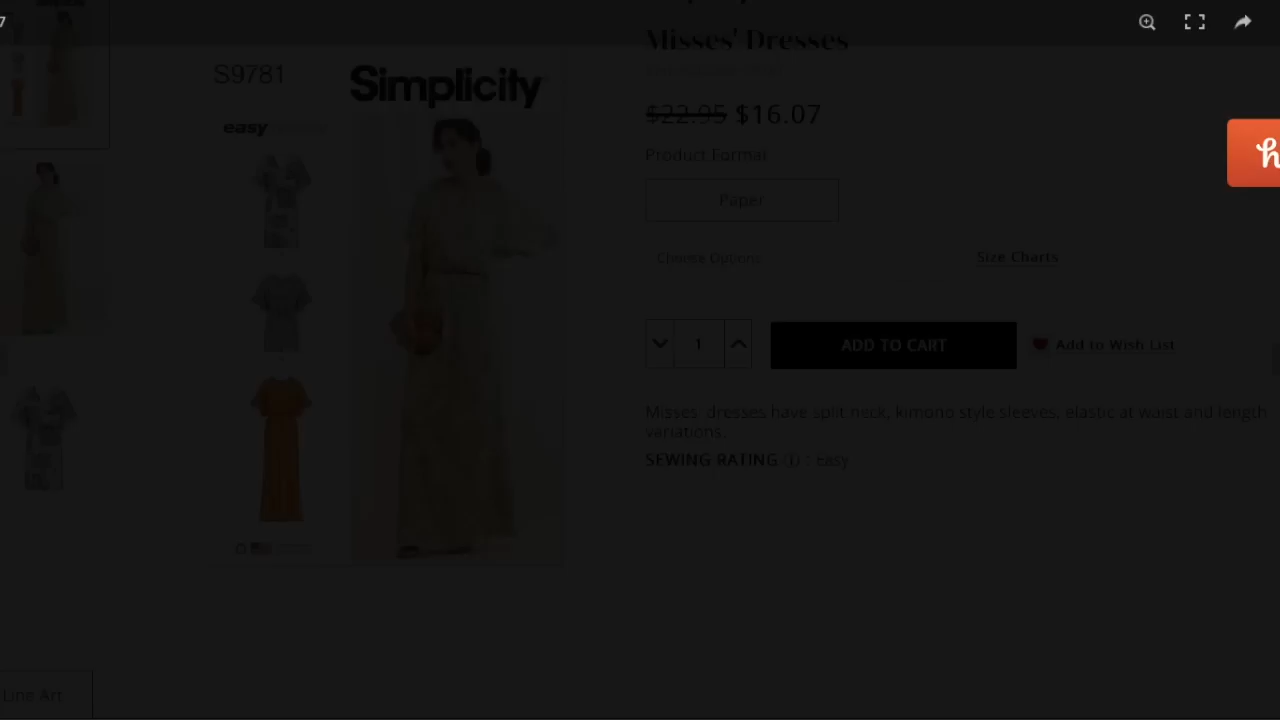 7
Misses' Dresses
S9781
Simplicity
easy
$22.95 $16.07
Product Format
Paper
Choose Options
Size Charts
1
ADD TO CART
Add to Wish List
Misses' dresses have split neck, kimono style sleeves, elastic at waist and length
variations.
SEWING RATING (1) - Easy
Line Art
h